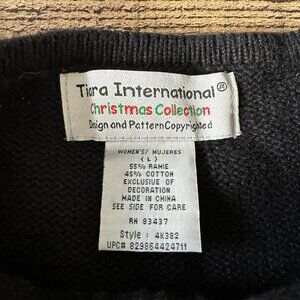 Tiara International®
Christmas Collection
Design and Pattern Copyrighted
WOMEN'S/ MUJERES
(L)
55% RAMIE
45% COTTON
EXCLUSIVE OF
DECORATION
MADE IN CHINA
SEE SIDE FOR CARE
RN 83437
Style : 4K382
UPC# 829864424711